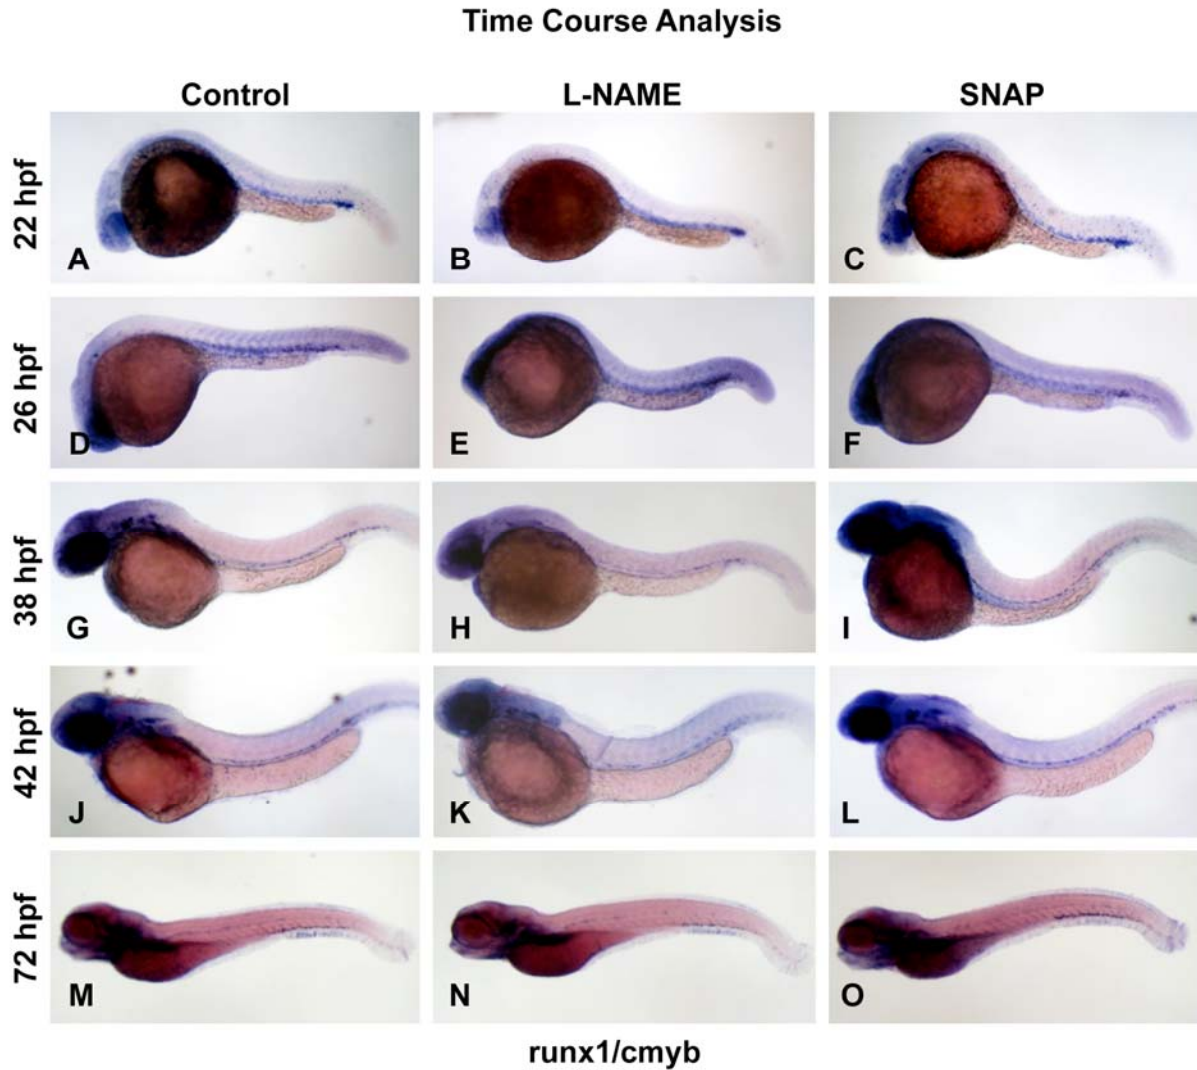 Time Course Analysis
Control L-NAME SNAP
22 hpf
A B C
26 hpf
D E F
38 hpf
G H I
42 hpf
J K L
72 hpf
M N O
runx1/cmyb